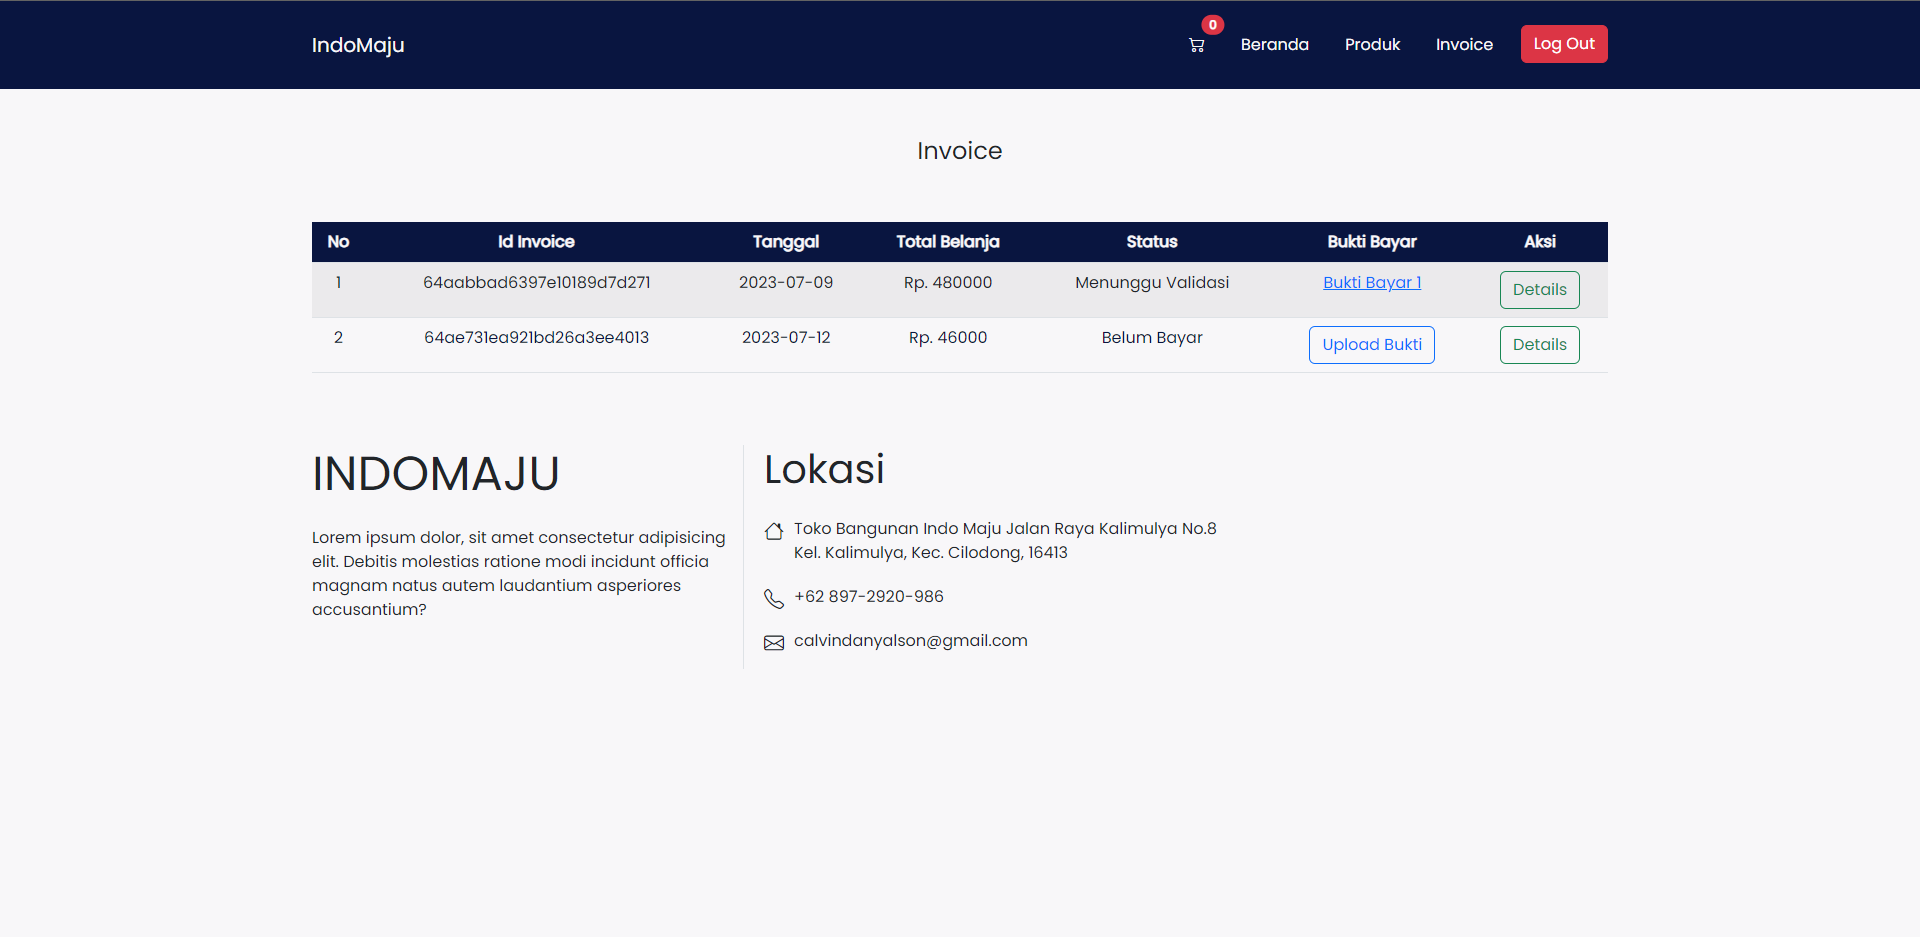 IndoMaju
0
Beranda Produk Invoice Log Out
Invoice
No Id Invoice Tanggal Total Belanja Status Bukti Bayar Aksi
1 64aabbad6397e10189d7d271 2023-07-09 Rp. 480000 Menunggu Validasi Bukti Bayar 1 Details
2 64ae731ea921bd26a3ee4013 2023-07-12 Rp. 46000 Belum Bayar Upload Bukti Details
INDOMAJU
Lorem ipsum dolor, sit amet consectetur adipisicing
elit. Debitis molestias ratione modi incidunt officia
magnam natus autem laudantium asperiores
accusantium?
Lokasi
Toko Bangunan Indo Maju Jalan Raya Kalimulya No.8
Kel. Kalimulya, Kec. Cilodong, 16413
+62 897-2920-986
calvindanyalson@gmail.com